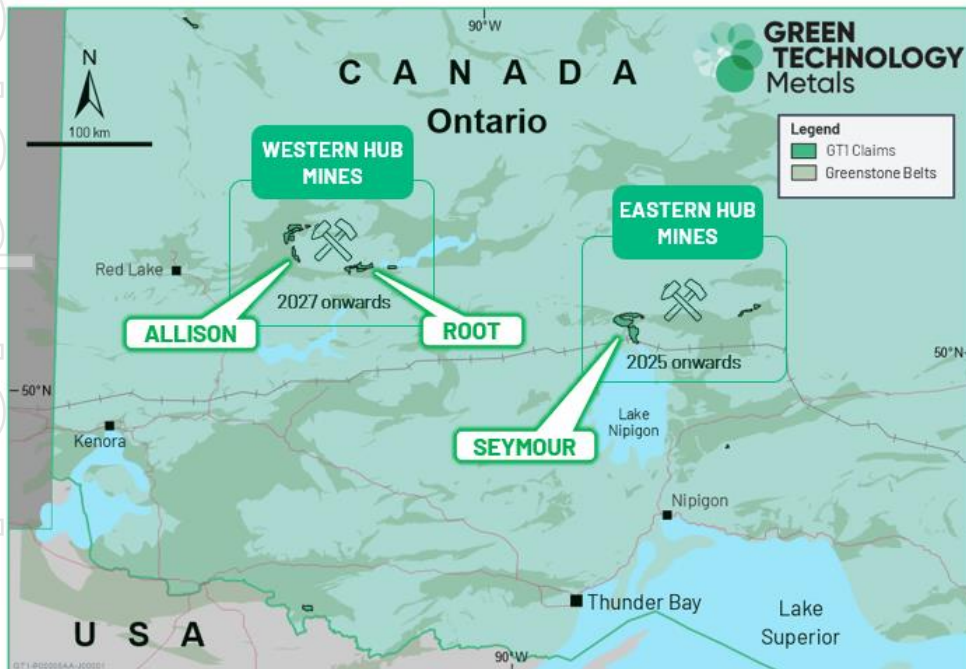 90°W
GREEN
TECHNOLOGY
Metals
N
100 km
CANADA
Ontario
Legend
GT1 Claims
Greenstone Belts
WESTERN HUB
MINES
EASTERN HUB
MINES
Red Lake
2027 onwards
ALLISON
ROOT
2025 onwards
50°N
50°N
Lake
Nipigon
Kenora
SEYMOUR
Nipigon
Thunder Bay
Lake
Superior
USA
90°W